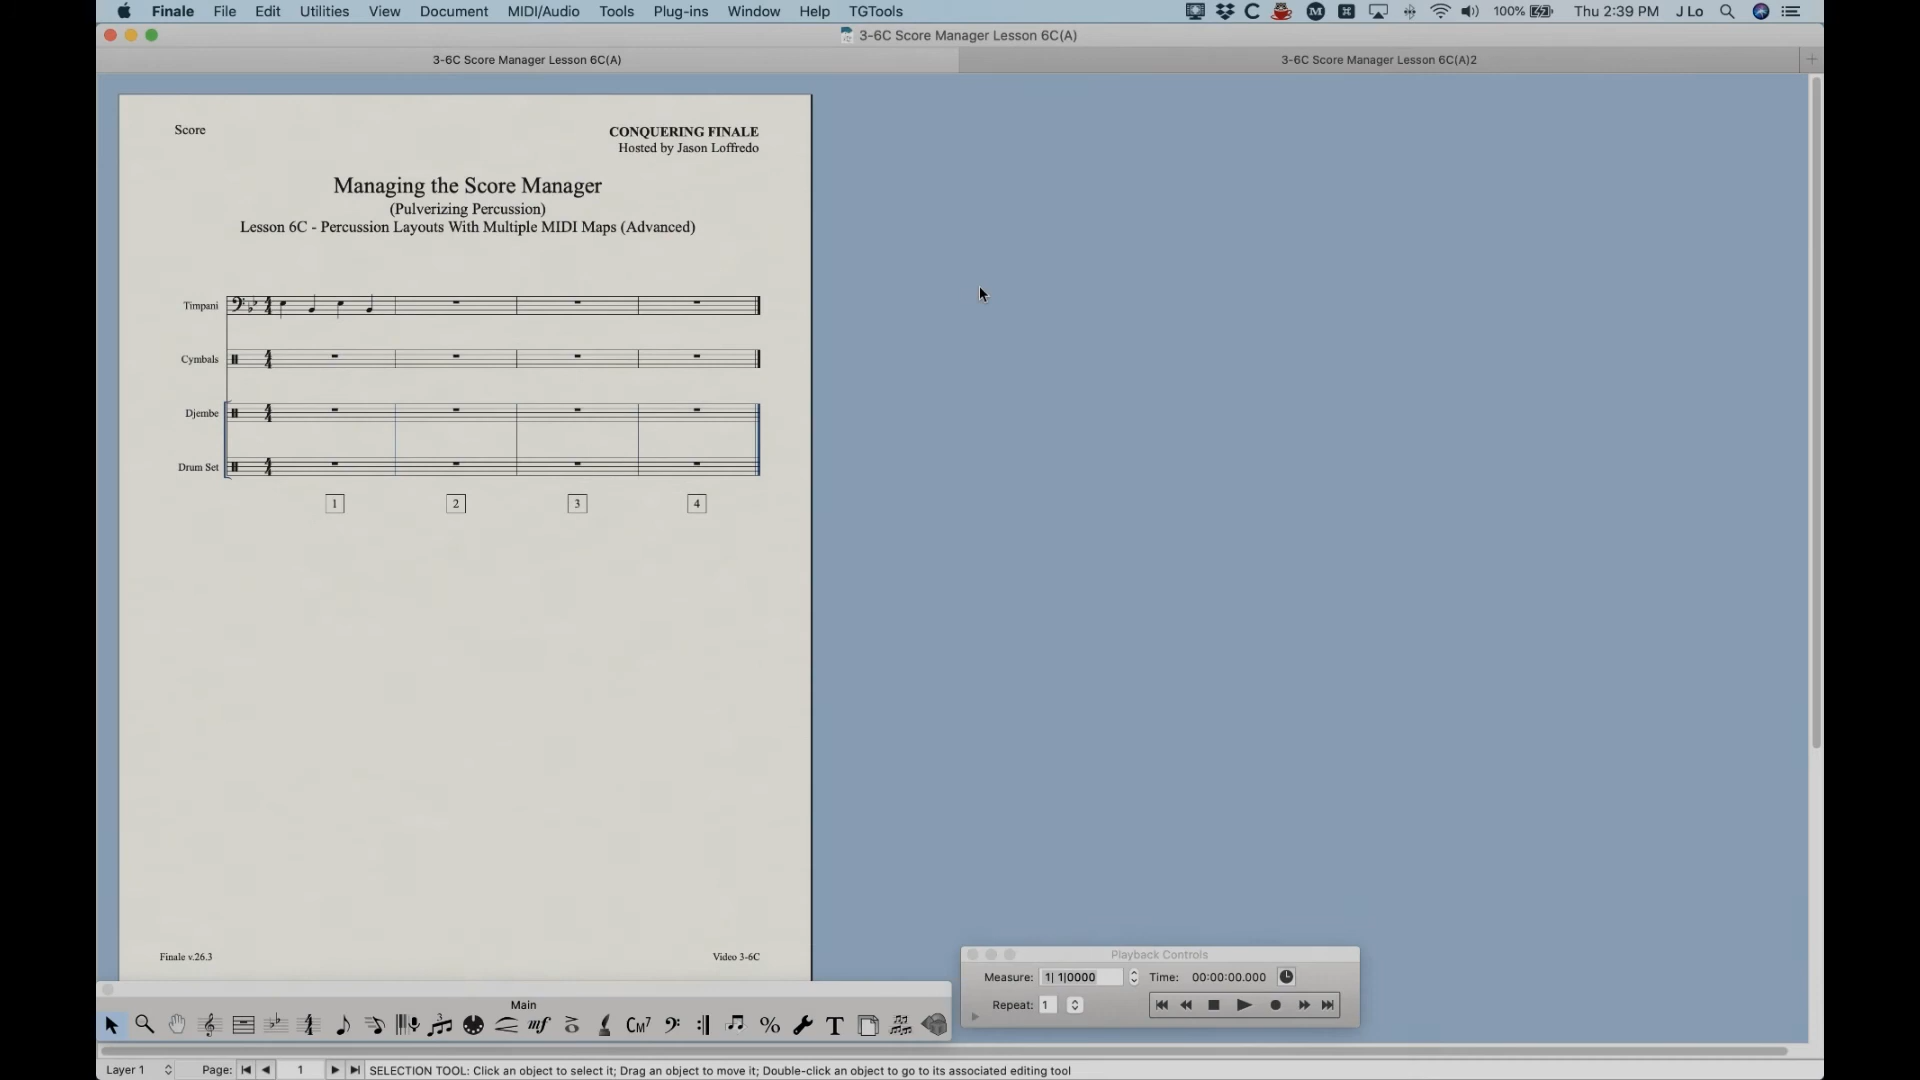 Finale File Edit Utilities View Document MIDI/Audio Tools Plug-ins Window Help TGTools 100% Thu 2:39 PM J Lo
3-6C Score Manager Lesson 6C(A)
3-6C Score Manager Lesson 6C(A) 3-6C Score Manager Lesson 6C(A)2
Score
CONQUERING FINALE
Hosted by Jason Loffredo
Managing the Score Manager
(Pulverizing Percussion)
Lesson 6C - Percussion Layouts With Multiple MIDI Maps (Advanced)
Timpani
Cymbals
Djembe
Drum Set
1 2 3 4
Finale v.26.3 Video 3-6C
Playback Controls
Measure: 1| 1|0000 Time: 00:00:00.000
Repeat: 1
Main
mf CM7 % T
Layer 1 Page: 1 SELECTION TOOL: Click an object to select it; Drag an object to move it; Double-click an object to go to its associated editing tool